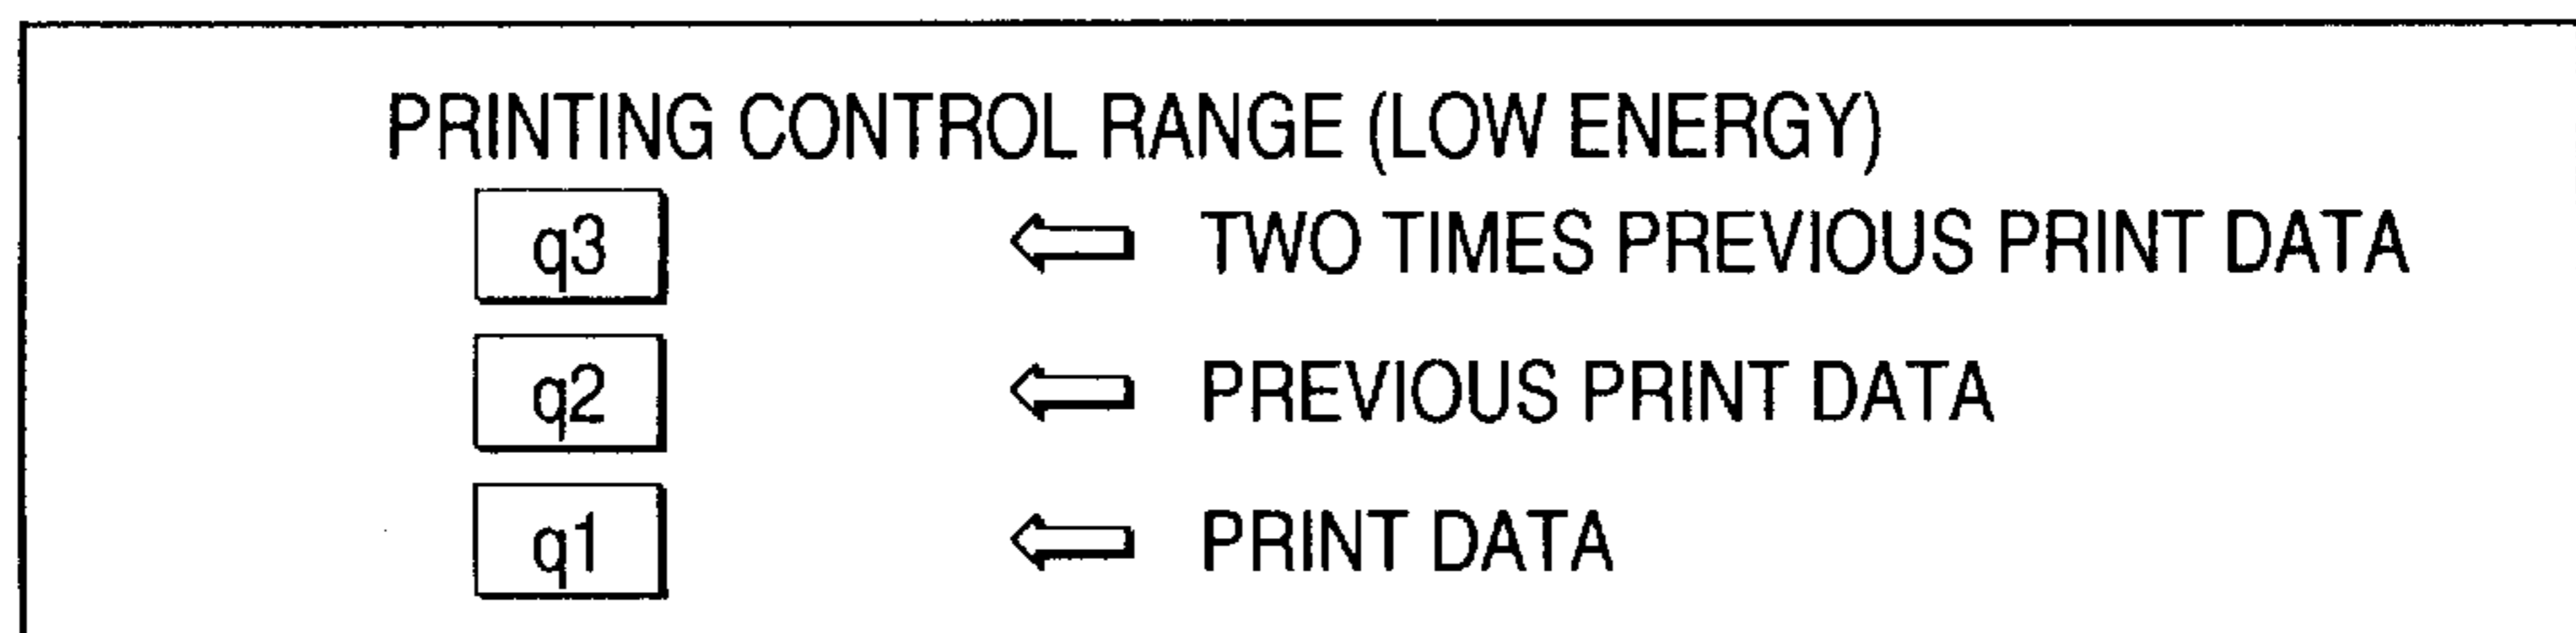 PRINTING CONTROL RANGE (LOW ENERGY)
q3 ⇐ TWO TIMES PREVIOUS PRINT DATA
q2 ⇐ PREVIOUS PRINT DATA
q1 ⇐ PRINT DATA